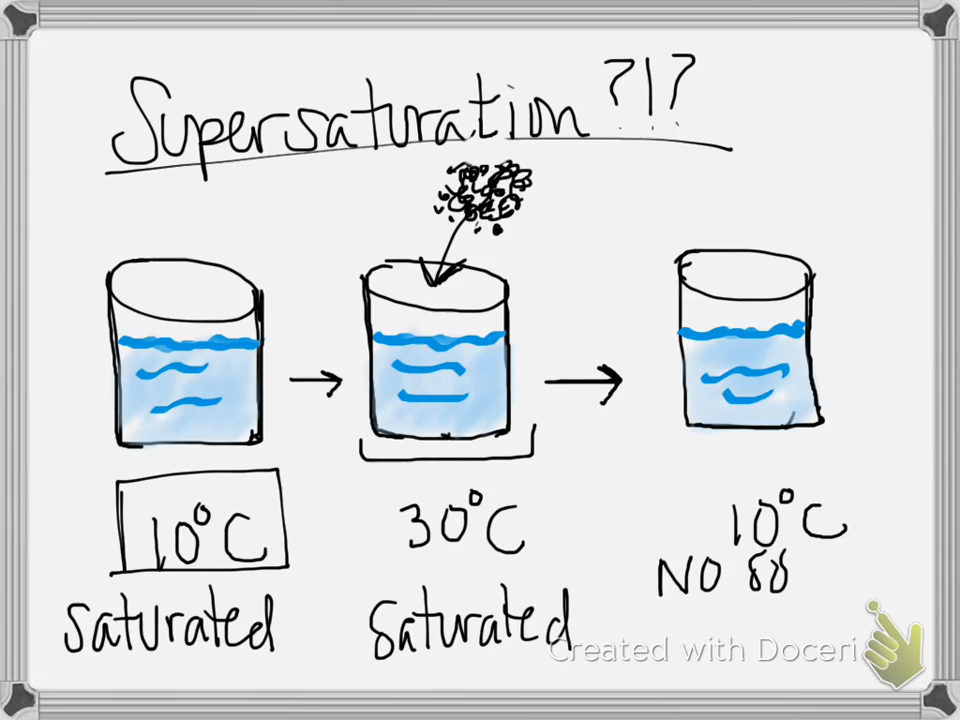 Supersaturation ?!?
10°C 30°C 10°C
NO
saturated saturated
Created with Doceri